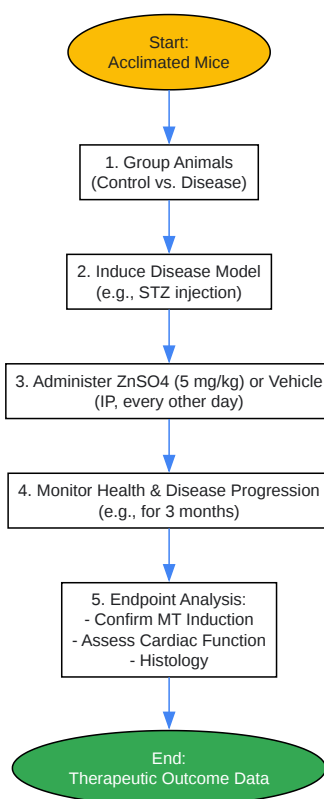 Start:
Acclimated Mice
1. Group Animals
(Control vs. Disease)
2. Induce Disease Model
(e.g., STZ injection)
3. Administer ZnSO4 (5 mg/kg) or Vehicle
(IP, every other day)
4. Monitor Health & Disease Progression
(e.g., for 3 months)
5. Endpoint Analysis:
- Confirm MT Induction
- Assess Cardiac Function
- Histology
End:
Therapeutic Outcome Data